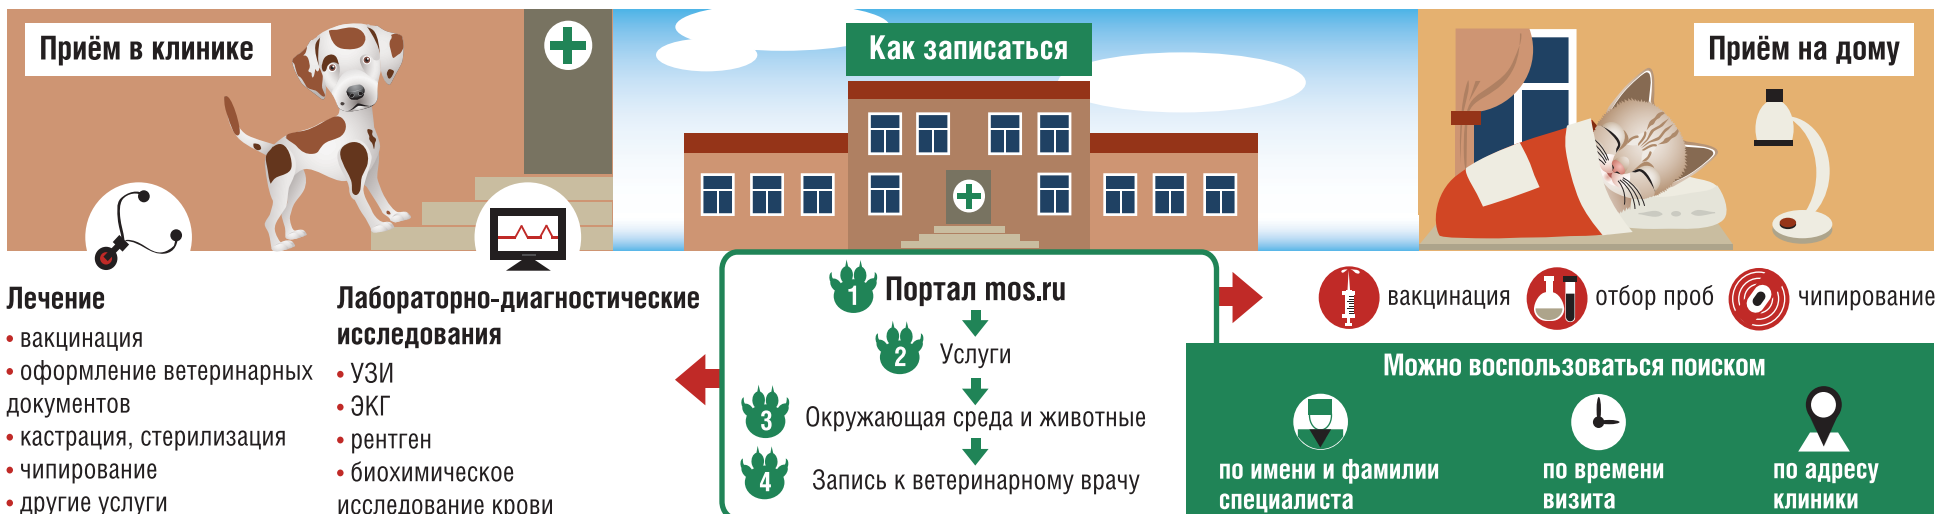 Приём в клинике
Как записаться
Приём на дому
Лечение
• вакцинация
• оформление ветеринарных
документов
• кастрация, стерилизация
• чипирование
• другие услуги
Лабораторно-диагностические
исследования
• УЗИ
• ЭКГ
• рентген
• биохимическое
исследование крови
1 Портал mos.ru
2 Услуги
3 Окружающая среда и животные
4 Запись к ветеринарному врачу
вакцинация
отбор проб
чипирование
Можно воспользоваться поиском
по имени и фамилии
специалиста
по времени
визита
по адресу
клиники